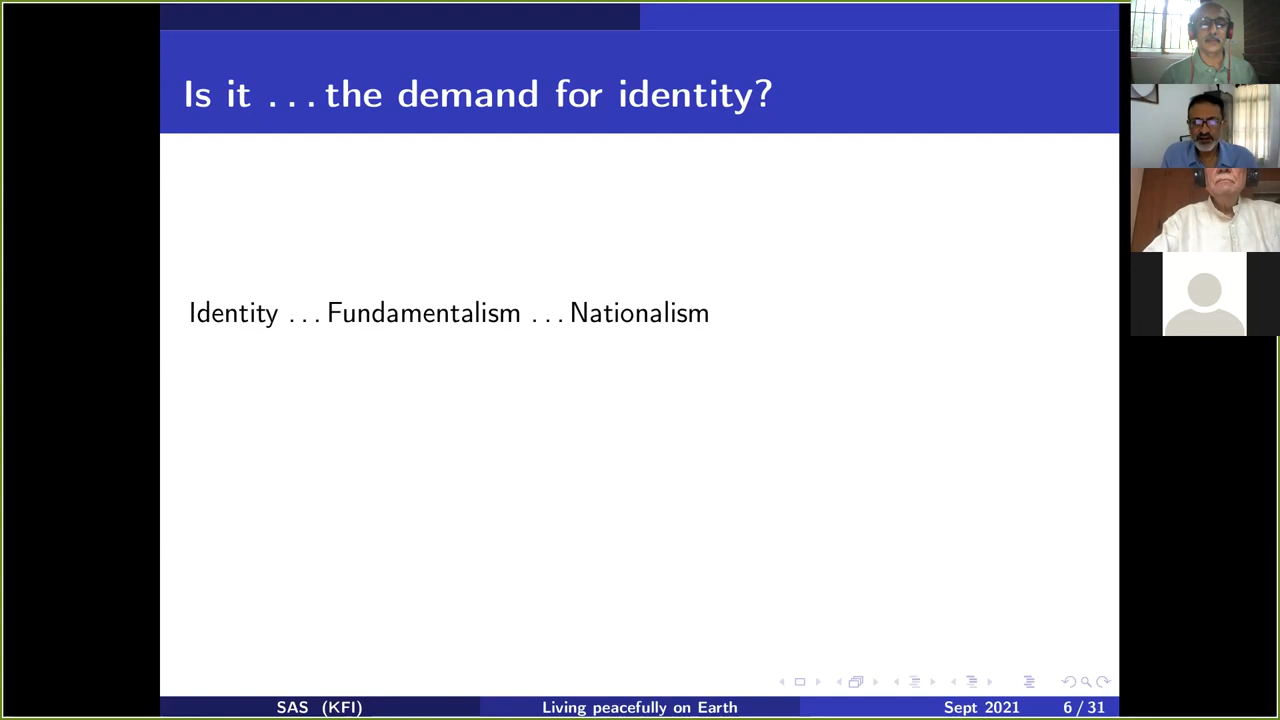 Is it ... the demand for identity?
Identity ... Fundamentalism ... Nationalism
SAS (KFI) Living peacefully on Earth Sept 2021 6 / 31